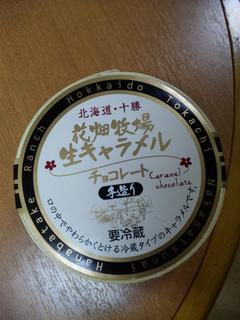 Hanabatake Ranch Hokkaido Tokachi Nakasatsunai
北海道・十勝
花畑牧場
生キャラメル
チョコレート
Caramel
chocolate
手造り
口の中でやわらかくとける冷蔵タイプのキャラメルです。
要冷蔵